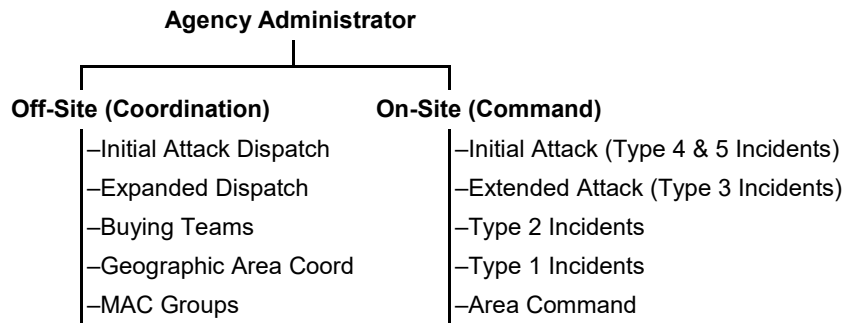 Agency Administrator
Off-Site (Coordination)
–Initial Attack Dispatch
–Expanded Dispatch
–Buying Teams
–Geographic Area Coord
–MAC Groups
On-Site (Command)
–Initial Attack (Type 4 & 5 Incidents)
–Extended Attack (Type 3 Incidents)
–Type 2 Incidents
–Type 1 Incidents
–Area Command